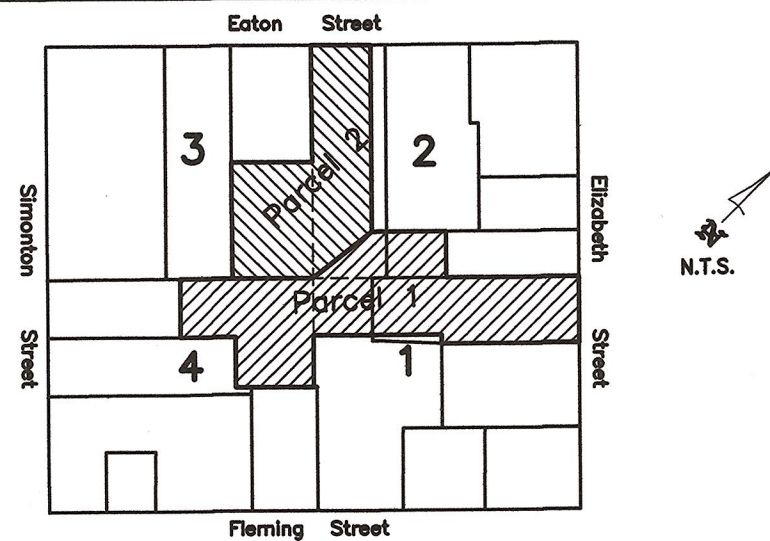 Eaton Street
3
2
Parcel 2
Simonton
Elizabeth
N
N.T.S.
Parcel 1
Street
4
1
Street
Fleming Street